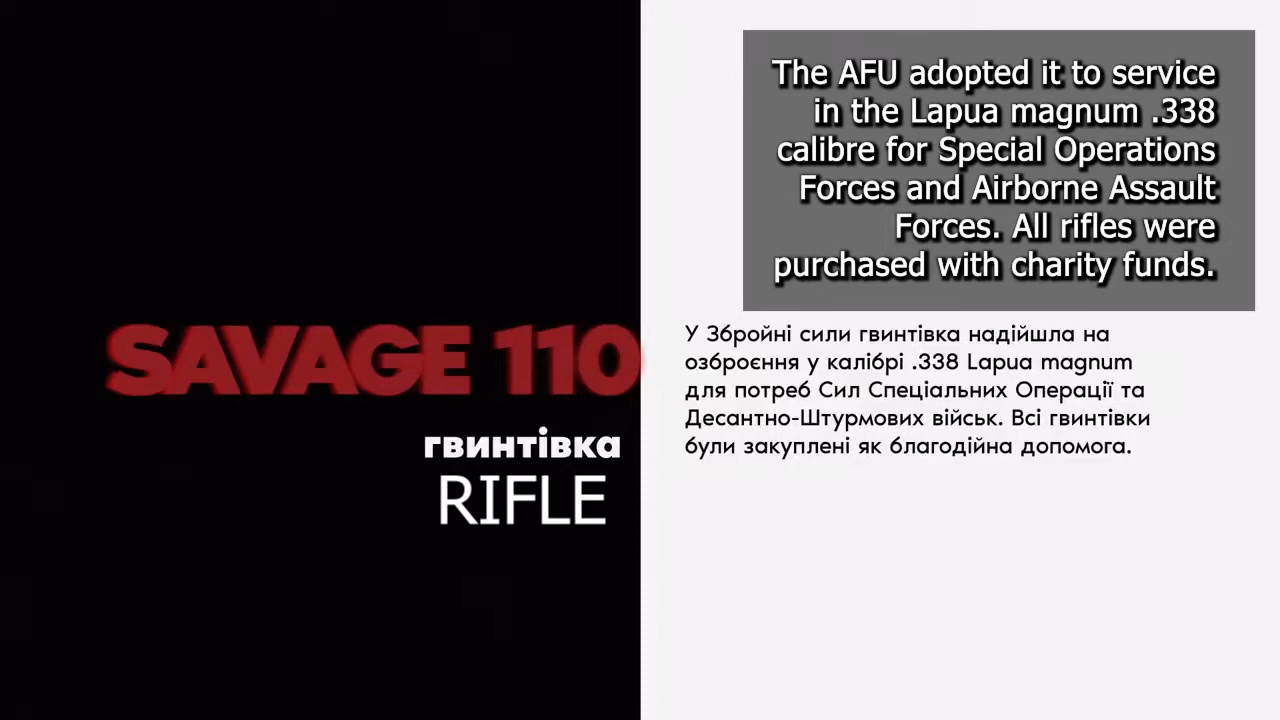 SAVAGE 110
гвинтівка
RIFLE
The AFU adopted it to service
in the Lapua magnum .338
calibre for Special Operations
Forces and Airborne Assault
Forces. All rifles were
purchased with charity funds.
У Збройні сили гвинтівка надійшла на
озброєння у калібрі .338 Lapua magnum
для потреб Сил Спеціальних Операції та
Десантно-Штурмових військ. Всі гвинтівки
були закуплені як благодійна допомога.